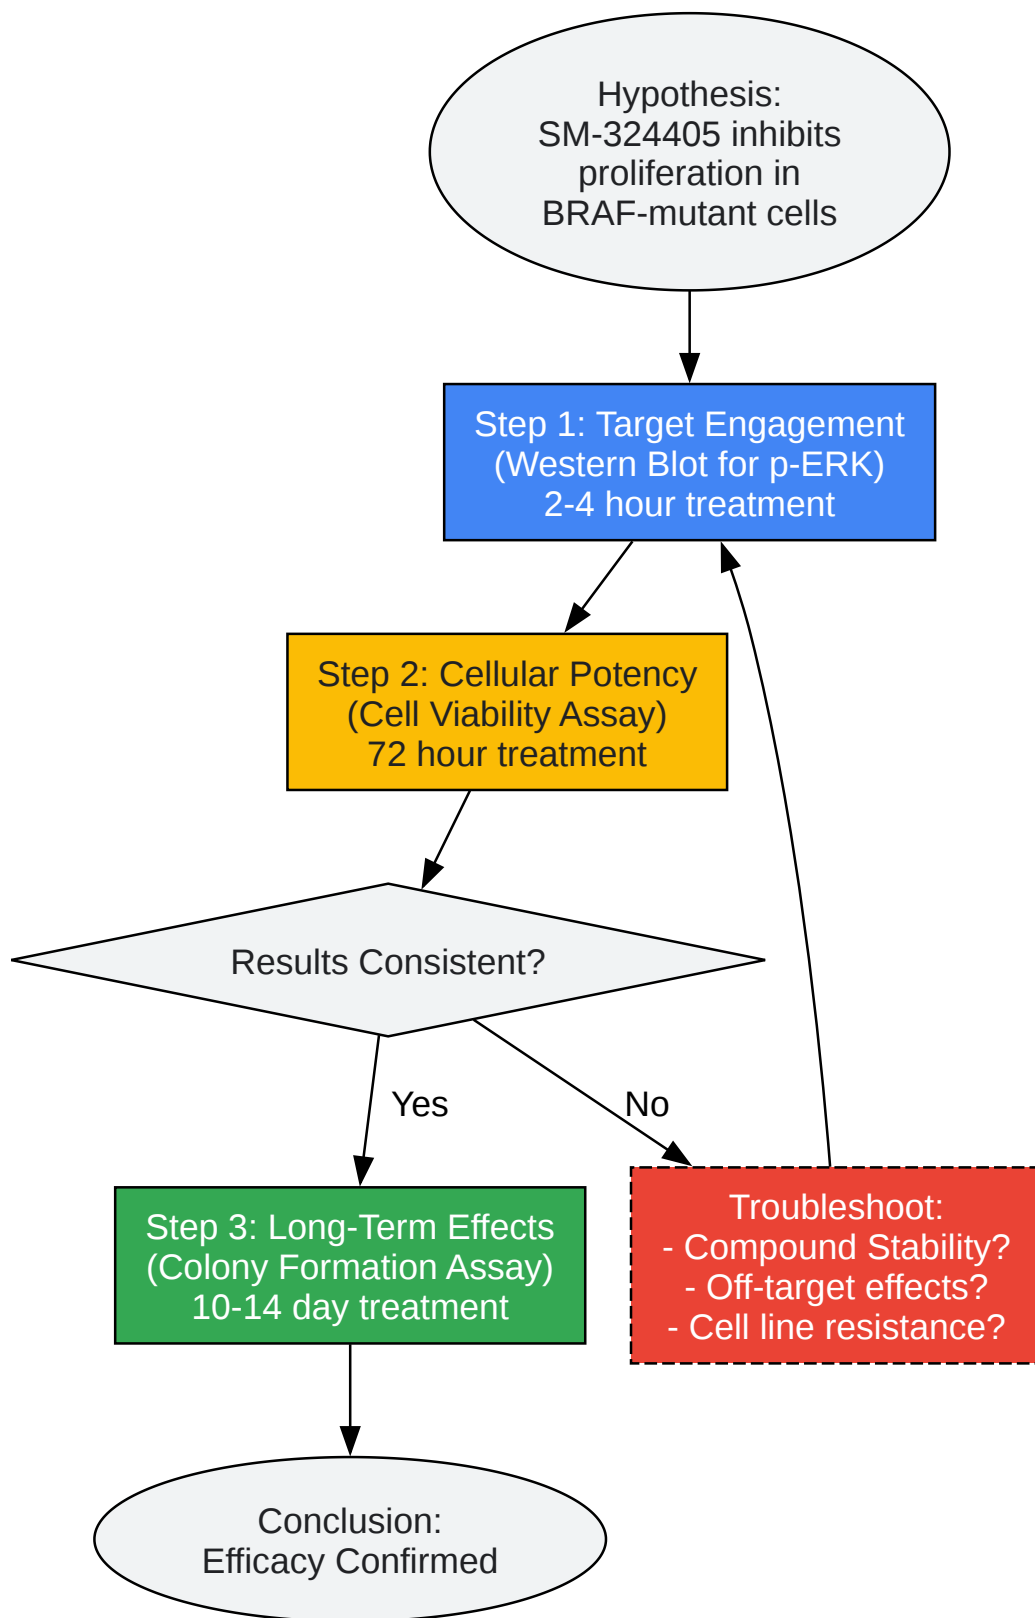 Hypothesis:
SM-324405 inhibits
proliferation in
BRAF-mutant cells
Step 1: Target Engagement
(Western Blot for p-ERK)
2-4 hour treatment
Step 2: Cellular Potency
(Cell Viability Assay)
72 hour treatment
Results Consistent?
Yes
No
Step 3: Long-Term Effects
(Colony Formation Assay)
10-14 day treatment
Troubleshoot:
- Compound Stability?
- Off-target effects?
- Cell line resistance?
Conclusion:
Efficacy Confirmed